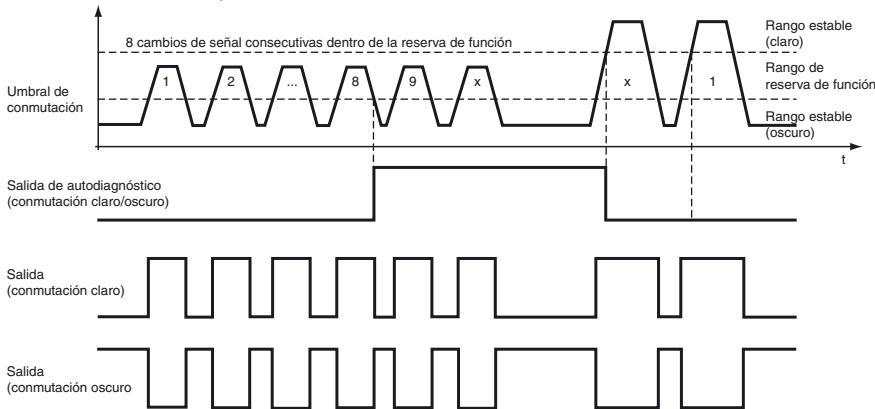 8 cambios de señal consecutivas dentro de la reserva de función
Rango estable
(claro)
Umbral de
conmutación
1
2
...
8
9
x
x
1
Rango de
reserva de función
Rango estable
(oscuro)
t
Salida de autodiagnóstico
(conmutación claro/oscuro)
Salida
(conmutación claro)
Salida
(conmutación oscuro